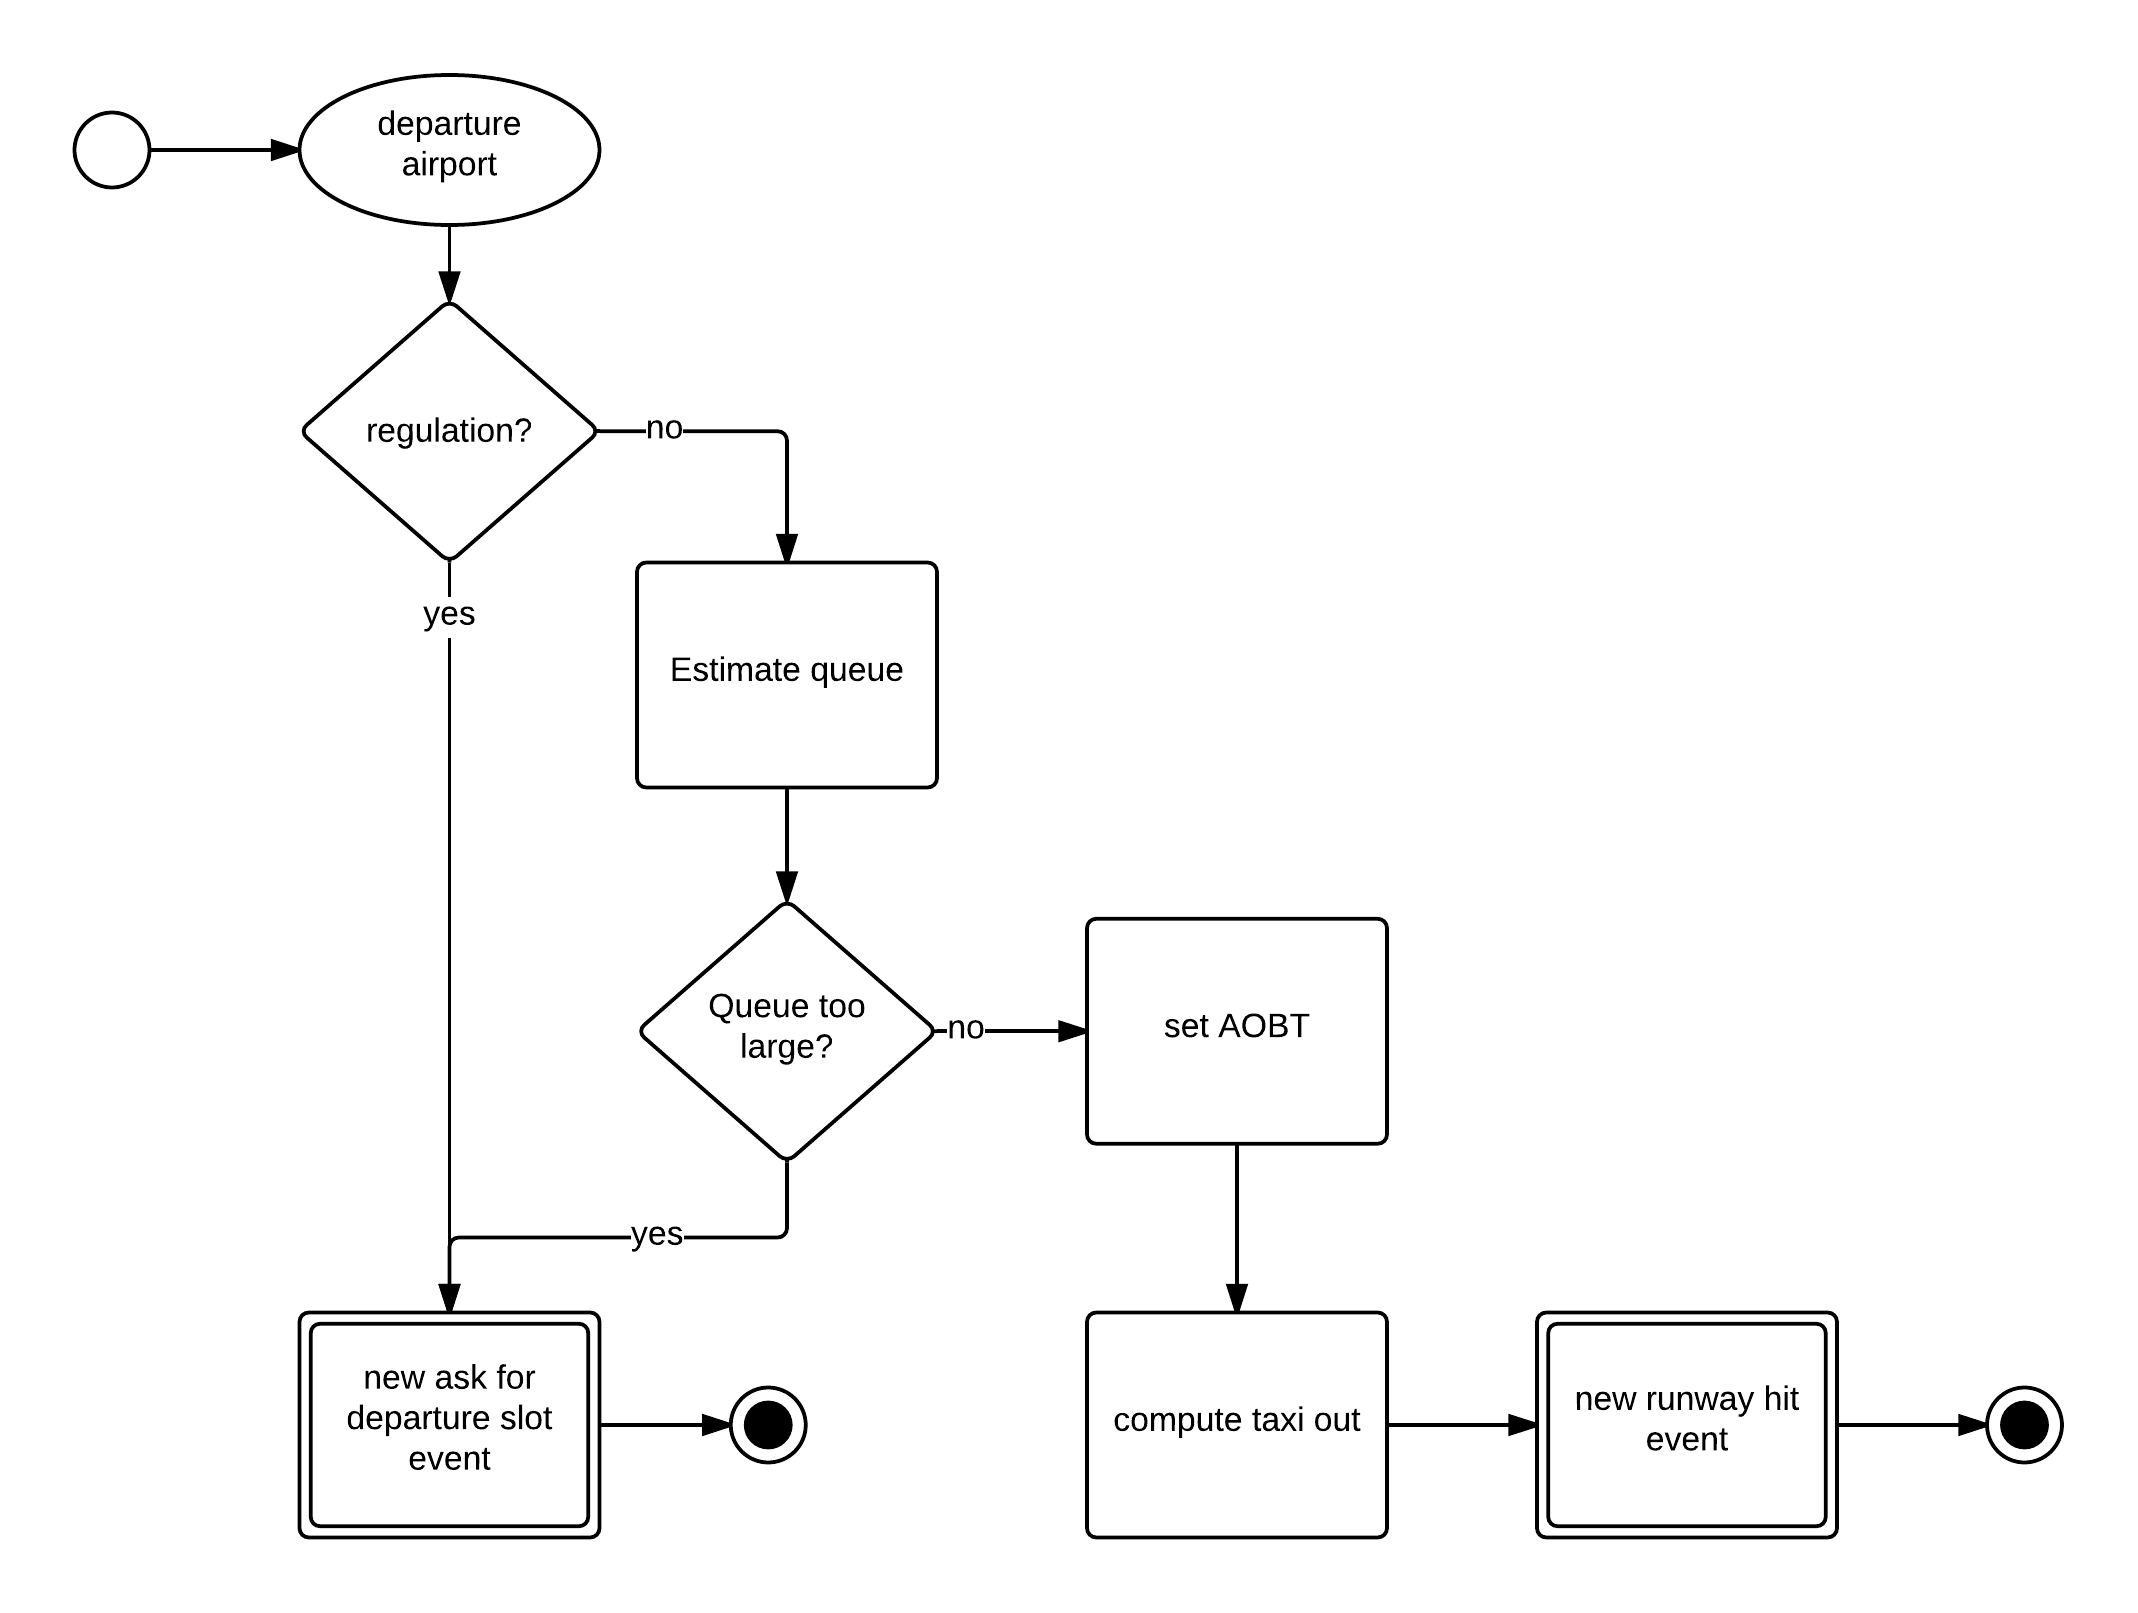 departure
airport
regulation?
no
yes
Estimate queue
Queue too
large?
no
set AOBT
yes
new ask for
departure slot
event
compute taxi out
new runway hit
event